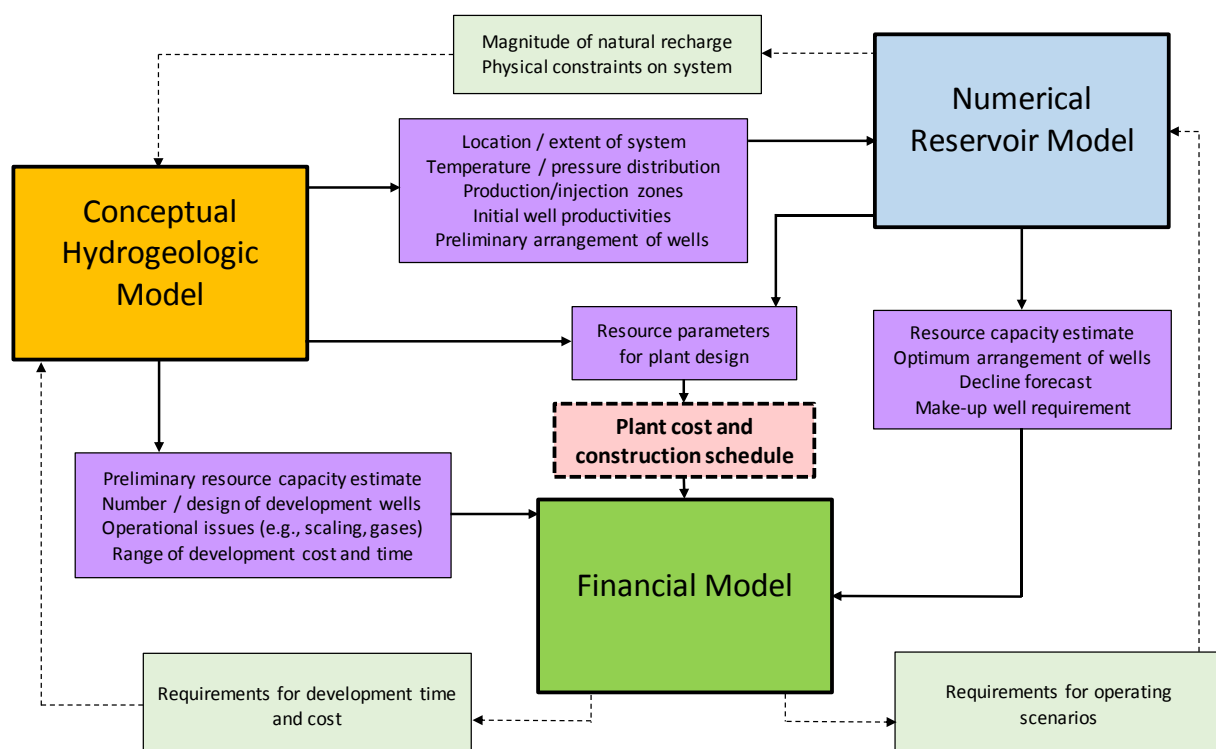 Magnitude of natural recharge
Physical constraints on system
Numerical
Reservoir Model
Location / extent of system
Temperature / pressure distribution
Production/injection zones
Initial well productivities
Preliminary arrangement of wells
Conceptual
Hydrogeologic
Model
Resource parameters
for plant design
Resource capacity estimate
Optimum arrangement of wells
Decline forecast
Make-up well requirement
Plant cost and
construction schedule
Preliminary resource capacity estimate
Number / design of development wells
Operational issues (e.g., scaling, gases)
Range of development cost and time
Financial Model
Requirements for development time
and cost
Requirements for operating
scenarios